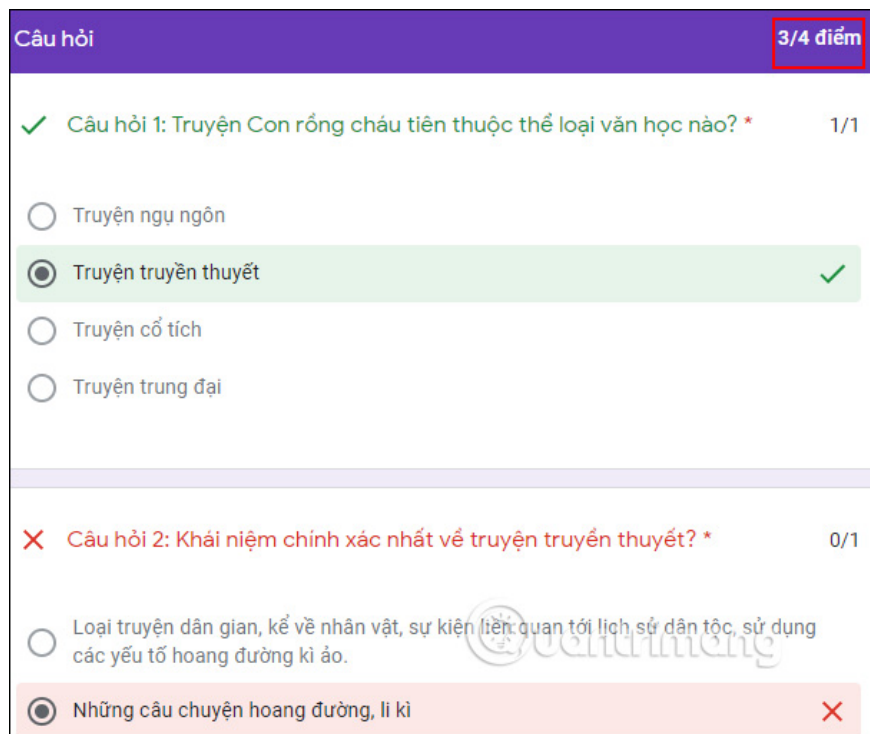 Câu hỏi
3/4 điểm
Câu hỏi 1: Truyện Con rồng cháu tiên thuộc thể loại văn học nào? *
1/1
Truyện ngụ ngôn
Truyện truyền thuyết
Truyện cổ tích
Truyện trung đại
Câu hỏi 2: Khái niệm chính xác nhất về truyện truyền thuyết? *
0/1
Loại truyện dân gian, kể về nhân vật, sự kiện liên quan tới lịch sử dân tộc, sử dụng
các yếu tố hoang đường kì ảo.
Quantrimang
Những câu chuyện hoang đường, li kì